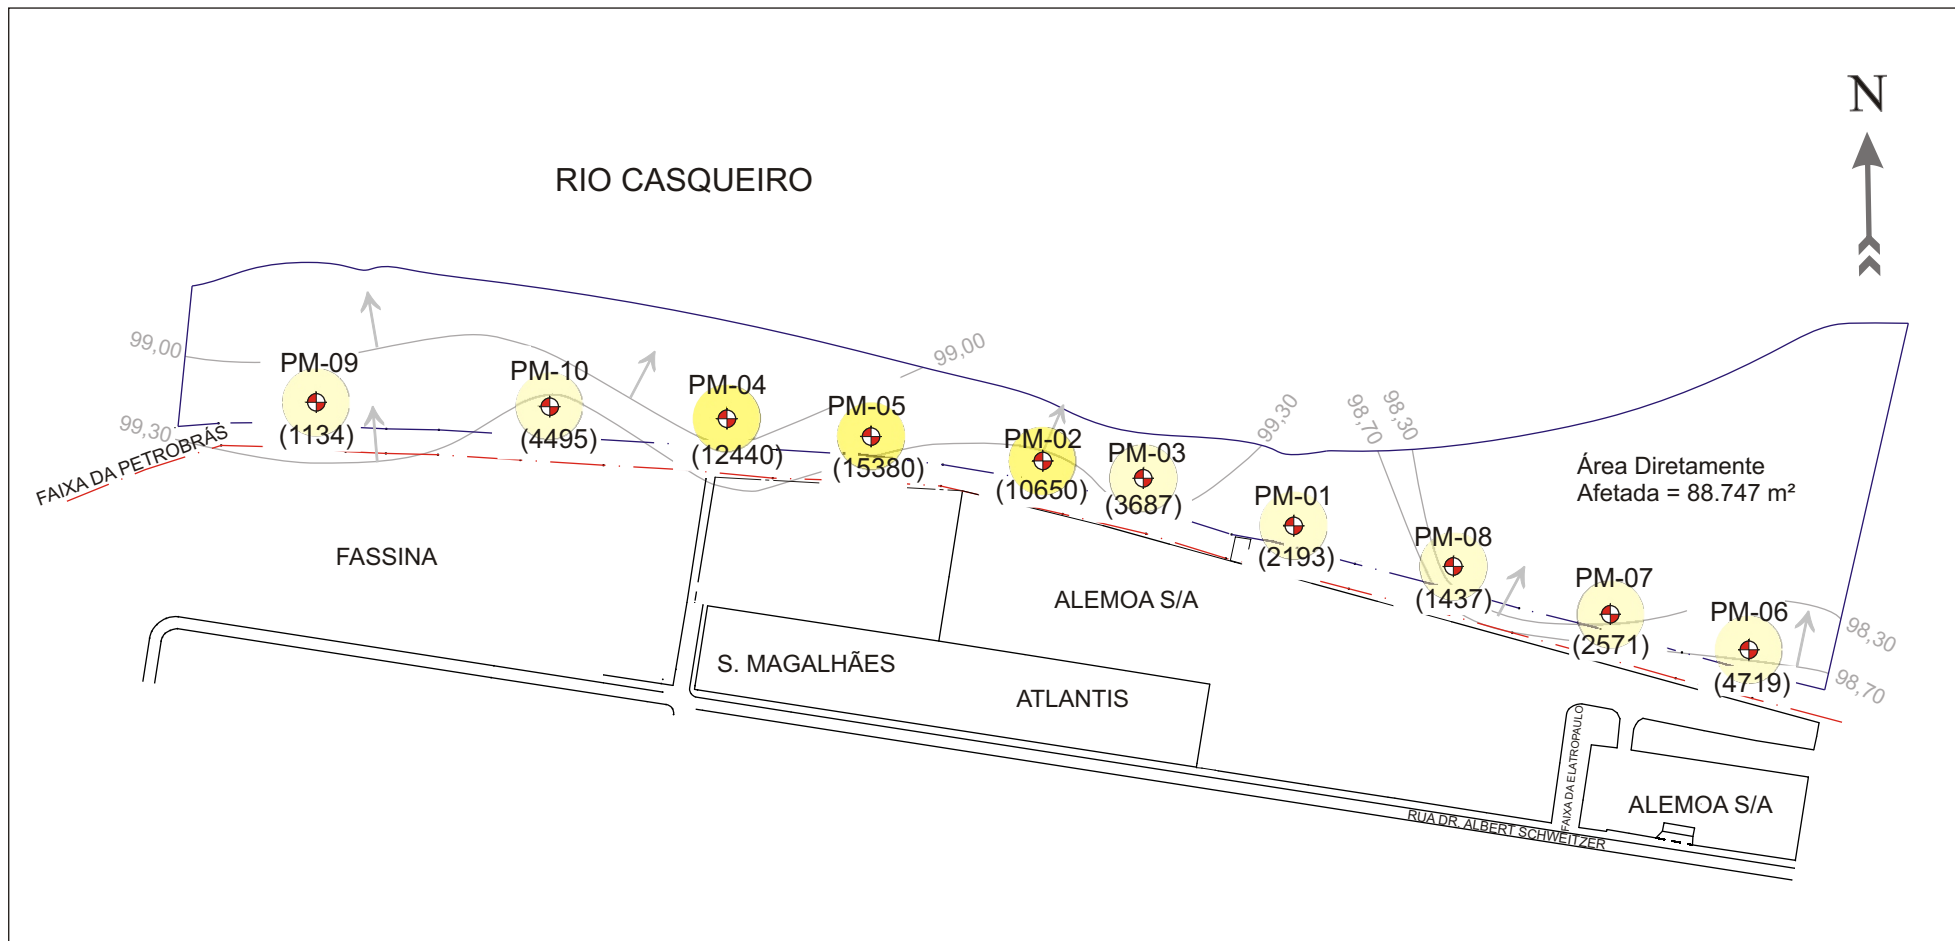 N
RIO CASQUEIRO
99,00
99,00
PM-09
(1134)
PM-10
(4495)
PM-04
(12440)
PM-05
(15380)
PM-02
(10650)
PM-03
(3687)
99,30
98,70
98,30
99,30
FAIXA DA PETROBRÁS
PM-01
(2193)
Área Diretamente
Afetada = 88.747 m²
PM-08
(1437)
PM-07
(2571)
PM-06
(4719)
98,30
98,70
FASSINA
ALEMOA S/A
S. MAGALHÃES
ATLANTIS
FAIXA DA ELATROPAULO
ALEMOA S/A
RUA DR. ALBERT SCHWEITZER